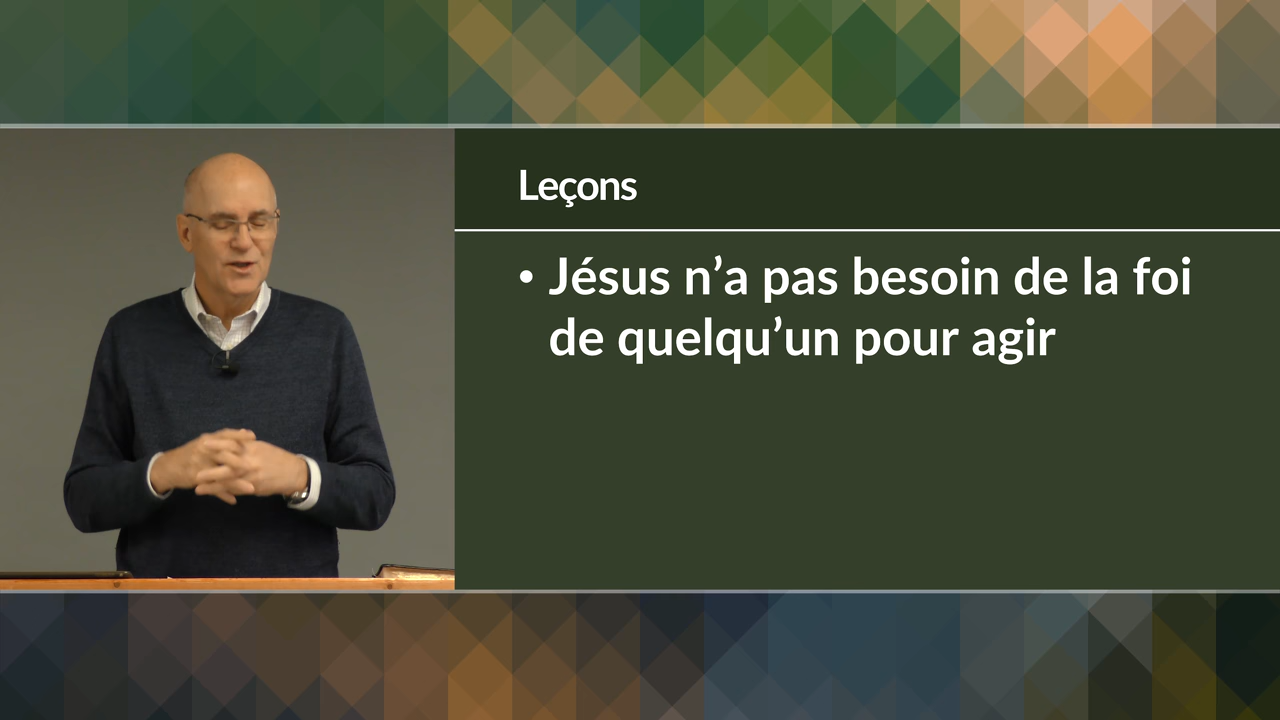 Leçons
• Jésus n’a pas besoin de la foi
de quelqu’un pour agir